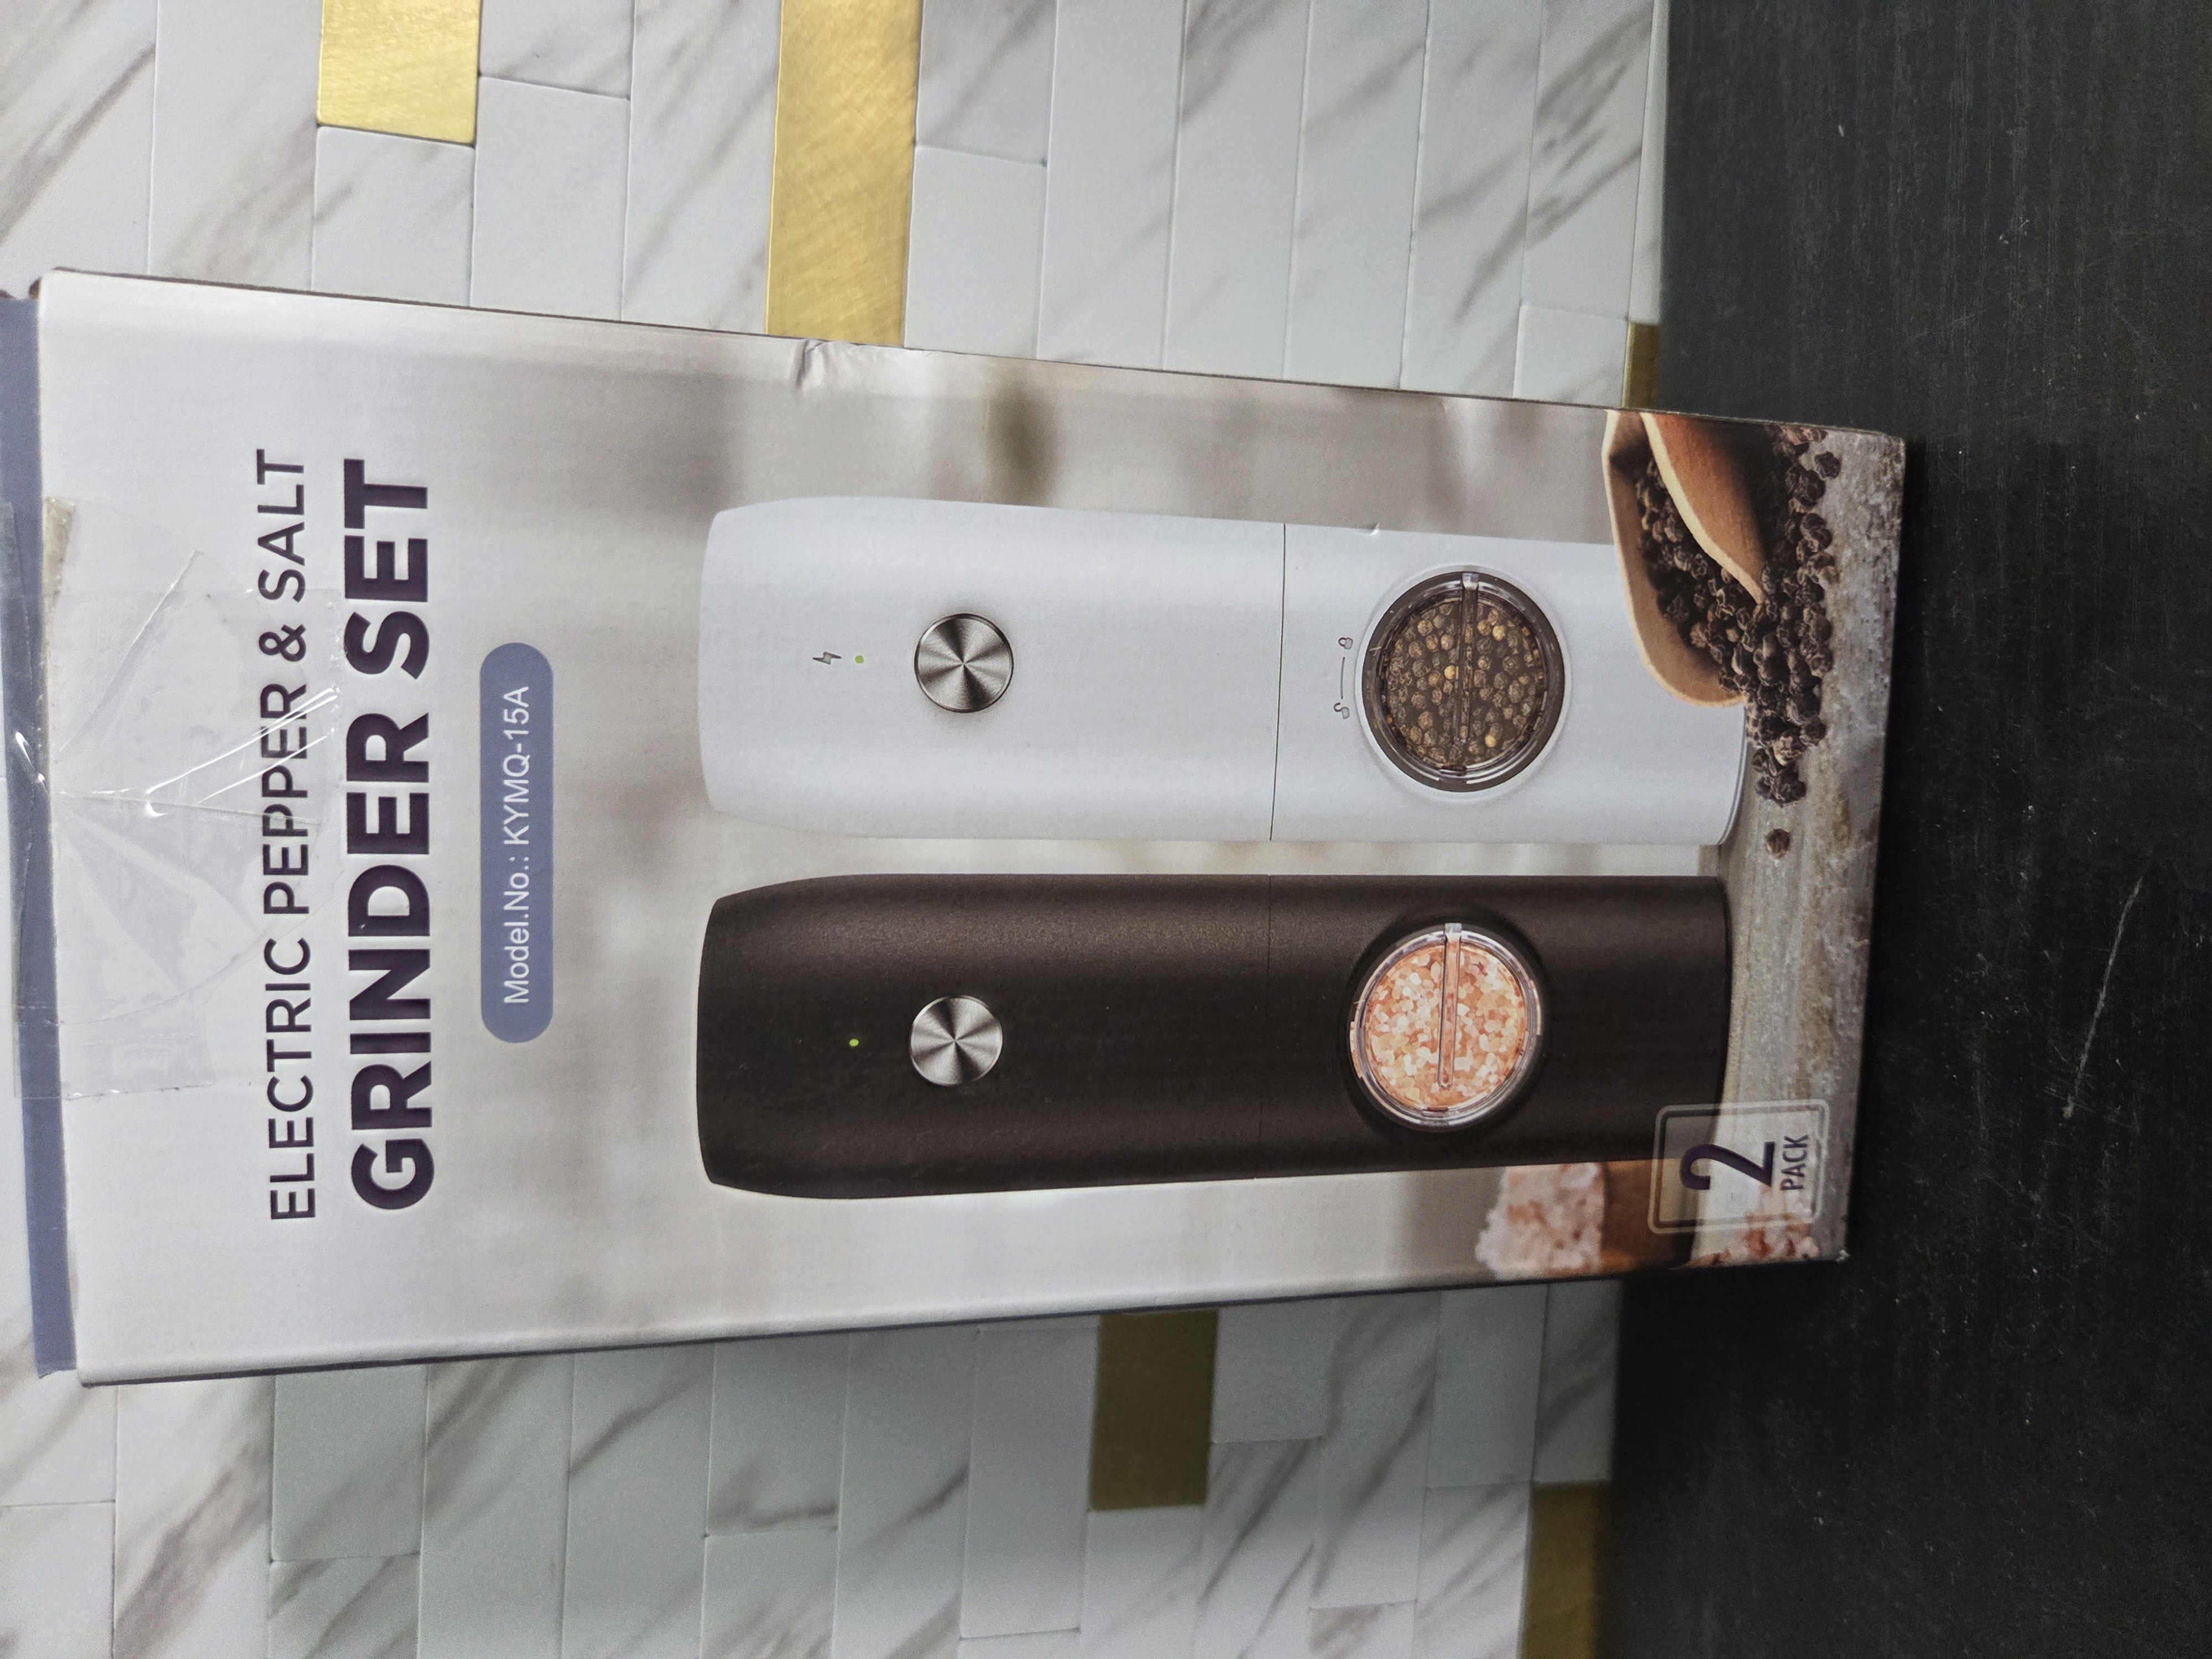 ELECTRIC PEPPER & SALT
GRINDER SET
Model.No.: KYMQ-15A
2
PACK